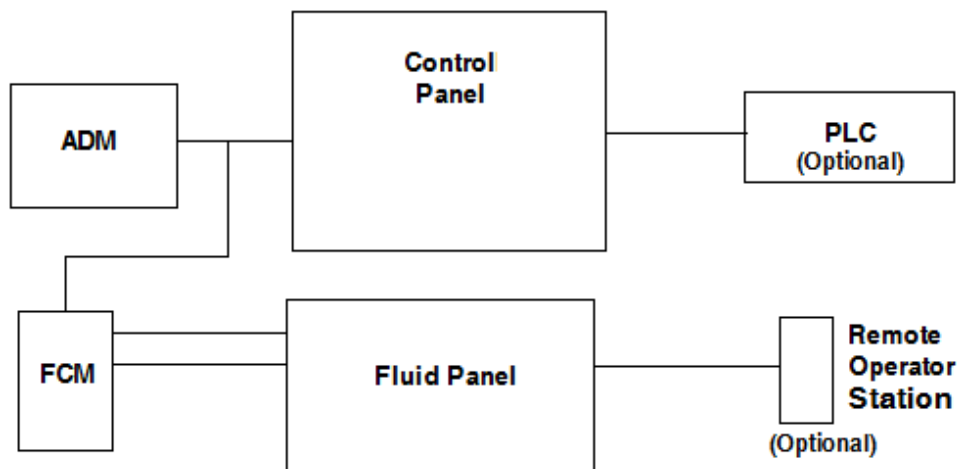 Control
Panel
ADM
PLC
(Optional)
FCM
Fluid Panel
Remote
Operator
Station
(Optional)